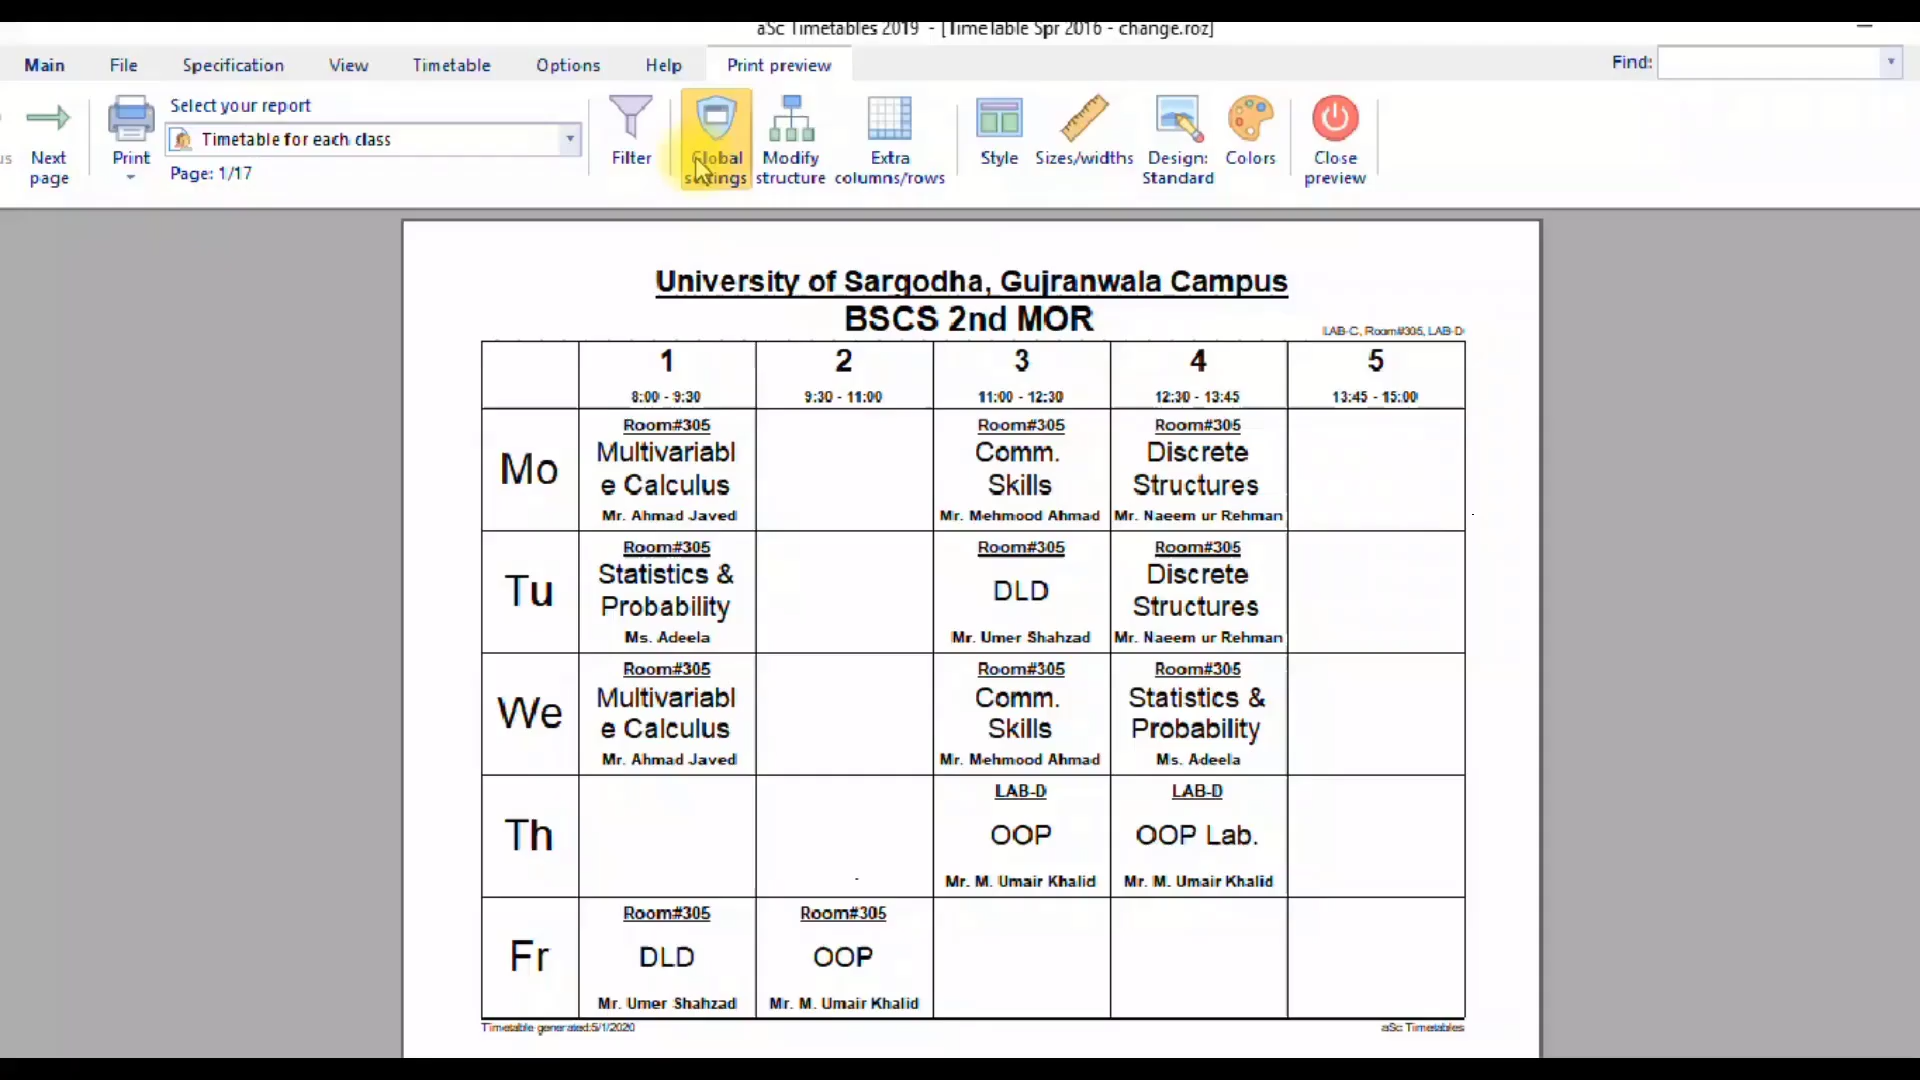 aSc Timetables 2019 - [TimeTable Spr 2016 - change.roz]
Main File Specification View Timetable Options Help Print preview Find:
Next page
Print
Select your report
Timetable for each class
Page: 1/17
Filter
Global settings
Modify structure
Extra columns/rows
Style
Sizes/widths
Design: Standard
Colors
Close preview
University of Sargodha, Gujranwala Campus
BSCS 2nd MOR
LAB-C, Room#305, LAB-D
1 2 3 4 5
8:00 - 9:30 9:30 - 11:00 11:00 - 12:30 12:30 - 13:45 13:45 - 15:00
Mo
Room#305 Room#305 Room#305
Multivariabl Comm. Discrete
e Calculus Skills Structures
Mr. Ahmad Javed Mr. Mehmood Ahmad Mr. Naeem ur Rehman
Tu
Room#305 Room#305 Room#305
Statistics & DLD Discrete
Probability Structures
Ms. Adeela Mr. Umer Shahzad Mr. Naeem ur Rehman
We
Room#305 Room#305 Room#305
Multivariabl Comm. Statistics &
e Calculus Skills Probability
Mr. Ahmad Javed Mr. Mehmood Ahmad Ms. Adeela
Th
LAB-D LAB-D
OOP OOP Lab.
Mr. M. Umair Khalid Mr. M. Umair Khalid
Fr
Room#305 Room#305
DLD OOP
Mr. Umer Shahzad Mr. M. Umair Khalid
Timetable generated:5/1/2020 aSc Timetables